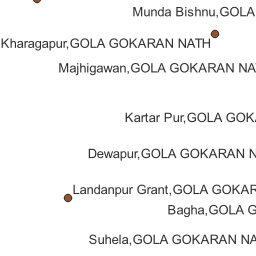 Munda Bishnu,GOLA
Kharagapur,GOLA GOKARAN NATH
Majhigawan,GOLA GOKARAN NA
Kartar Pur,GOLA GOK
Dewapur,GOLA GOKARAN N
Landanpur Grant,GOLA GOKAR
Bagha,GOLA G
Suhela,GOLA GOKARAN NA